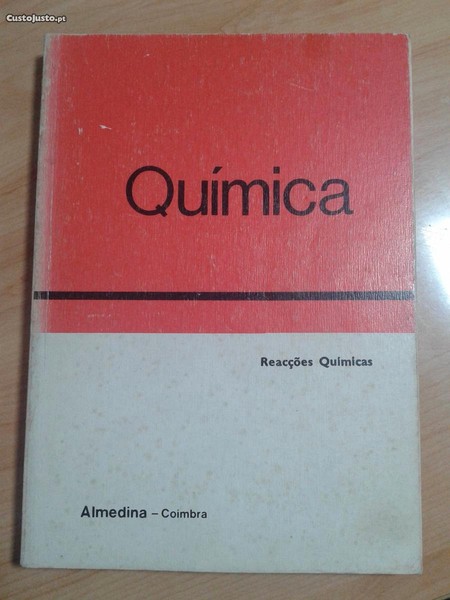 CustoJusto.pt
Química
Reacções Químicas
Almedina – Coimbra